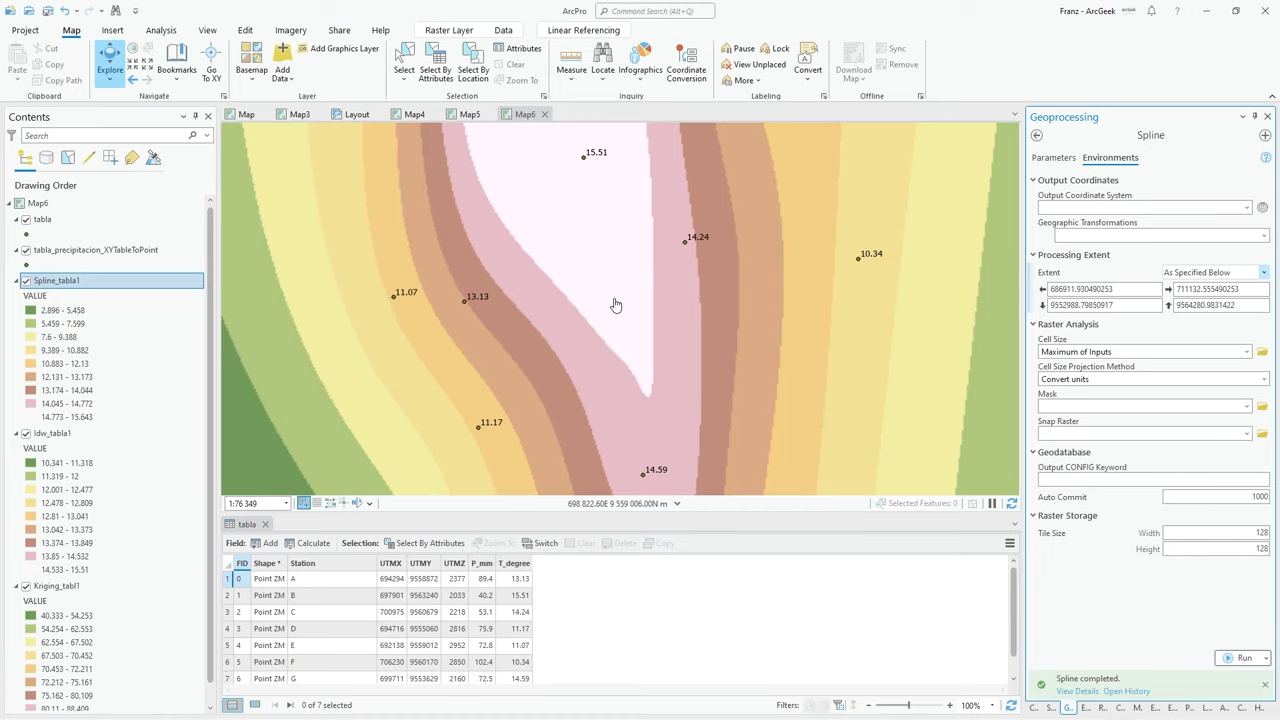 ArcPro
Command Search (Alt+Q)
Franz - ArcGeek
Project Map Insert Analysis View Edit Imagery Share Help Raster Layer Data Linear Referencing
Paste
Cut
Copy
Copy Path
Clipboard
Explore
Bookmarks
Go To XY
Navigate
Basemap
Add Data
Add Graphics Layer
Layer
Select
Select By Attributes
Select By Location
Attributes
Clear
Zoom To
Selection
Measure
Locate
Infographics
Coordinate Conversion
Inquiry
Pause Lock
View Unplaced
More
Convert
Labeling
Download Map
Sync
Remove
Offline
Contents
Search
Drawing Order
Map6
tabla
tabla_precipitacion_XYTableToPoint
Spline_tabla1
VALUE
2.896 - 5.458
5.459 - 7.599
7.6 - 9.388
9.389 - 10.882
10.883 - 12.13
12.131 - 13.173
13.174 - 14.044
14.045 - 14.772
14.773 - 15.643
Idw_tabla1
VALUE
10.341 - 11.318
11.319 - 12
12.001 - 12.477
12.478 - 12.809
12.81 - 13.041
13.042 - 13.373
13.374 - 13.849
13.85 - 14.532
14.533 - 15.51
Kriging_tabl1
VALUE
40.333 - 54.253
54.254 - 62.553
62.554 - 67.502
67.503 - 70.452
70.453 - 72.211
72.212 - 75.161
75.162 - 80.109
80.11 - 88.409
Map Map3 Layout Map4 Map5 Map6
15.51
14.24
10.34
11.07
13.13
11.17
14.59
1:76 349
698 822.60E 9 559 006.00N m
Selected Features: 0
tabla
Field: Add Calculate Selection: Select By Attributes Zoom To Switch Clear Delete Copy
FID Shape * Station UTMX UTMY UTMZ P_mm T_degree
1 0 Point ZM A 694294 9558872 2377 89.4 13.13
2 1 Point ZM B 697901 9563240 2033 40.2 15.51
3 2 Point ZM C 700975 9560679 2218 53.1 14.24
4 3 Point ZM D 694716 9555060 2816 75.9 11.17
5 4 Point ZM E 692138 9559012 2952 72.8 11.07
6 5 Point ZM F 706230 9560170 2850 102.4 10.34
7 6 Point ZM G 699711 9553629 2160 72.5 14.59
0 of 7 selected
Filters:
100%
Geoprocessing
Spline
Parameters Environments
Output Coordinates
Output Coordinate System
Geographic Transformations
Processing Extent
Extent As Specified Below
686911.930490253 711132.555490253
9552988.79850917 9564280.9831422
Raster Analysis
Cell Size
Maximum of Inputs
Cell Size Projection Method
Convert units
Mask
Snap Raster
Geodatabase
Output CONFIG Keyword
Auto Commit 1000
Raster Storage
Tile Size Width 128
Height 128
Run
Spline completed.
View Details Open History
C... S... G... E... R... C... M... E... E... P... L... A... C... H...